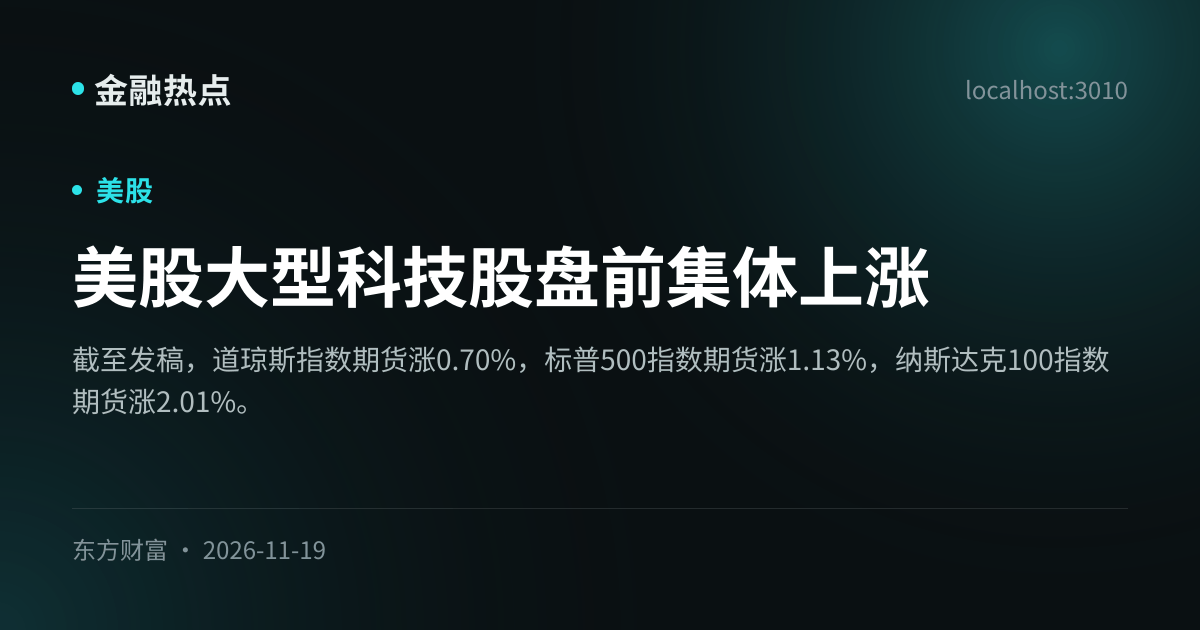 金融热点
localhost:3010
美股
美股大型科技股盘前集体上涨
截至发稿，道琼斯指数期货涨0.70%，标普500指数期货涨1.13%，纳斯达克100指数
期货涨2.01%。
东方财富 • 2026-11-19